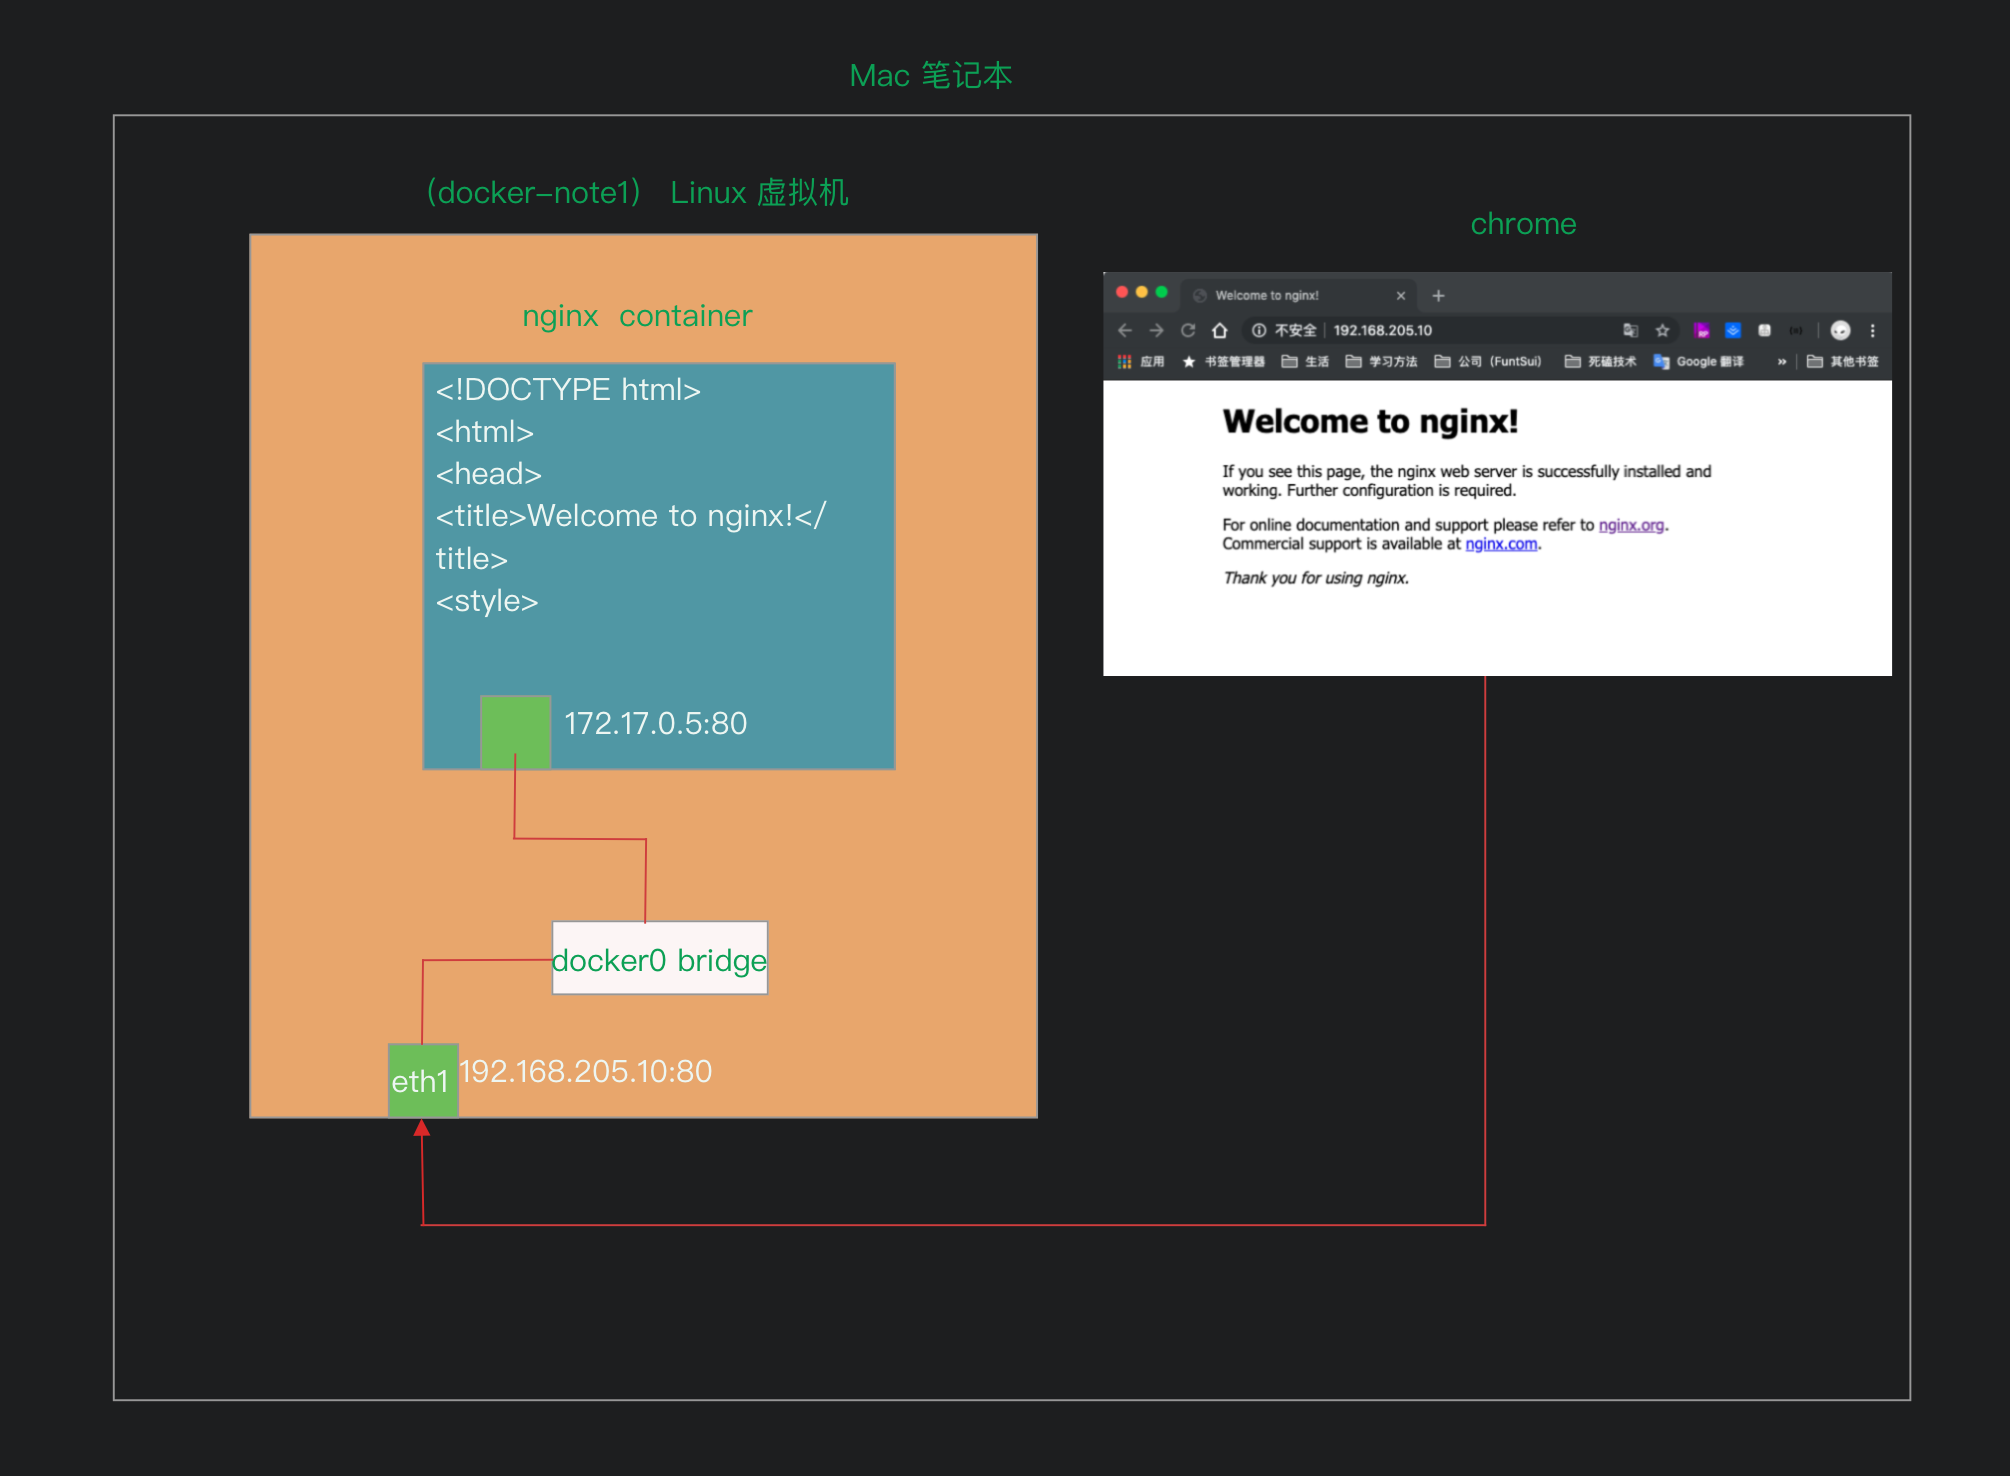 Mac 笔记本
（docker-note1） Linux 虚拟机
nginx container
<!DOCTYPE html>
<html>
<head>
<title>Welcome to nginx!</
title>
<style>
172.17.0.5:80
docker0 bridge
eth1
192.168.205.10:80
chrome
Welcome to nginx!
不安全 192.168.205.10
应用 书签管理器 生活 学习方法 公司（FuntSui） 死磕技术 Google 翻译 » 其他书签
Welcome to nginx!
If you see this page, the nginx web server is successfully installed and
working. Further configuration is required.
For online documentation and support please refer to nginx.org.
Commercial support is available at nginx.com.
Thank you for using nginx.